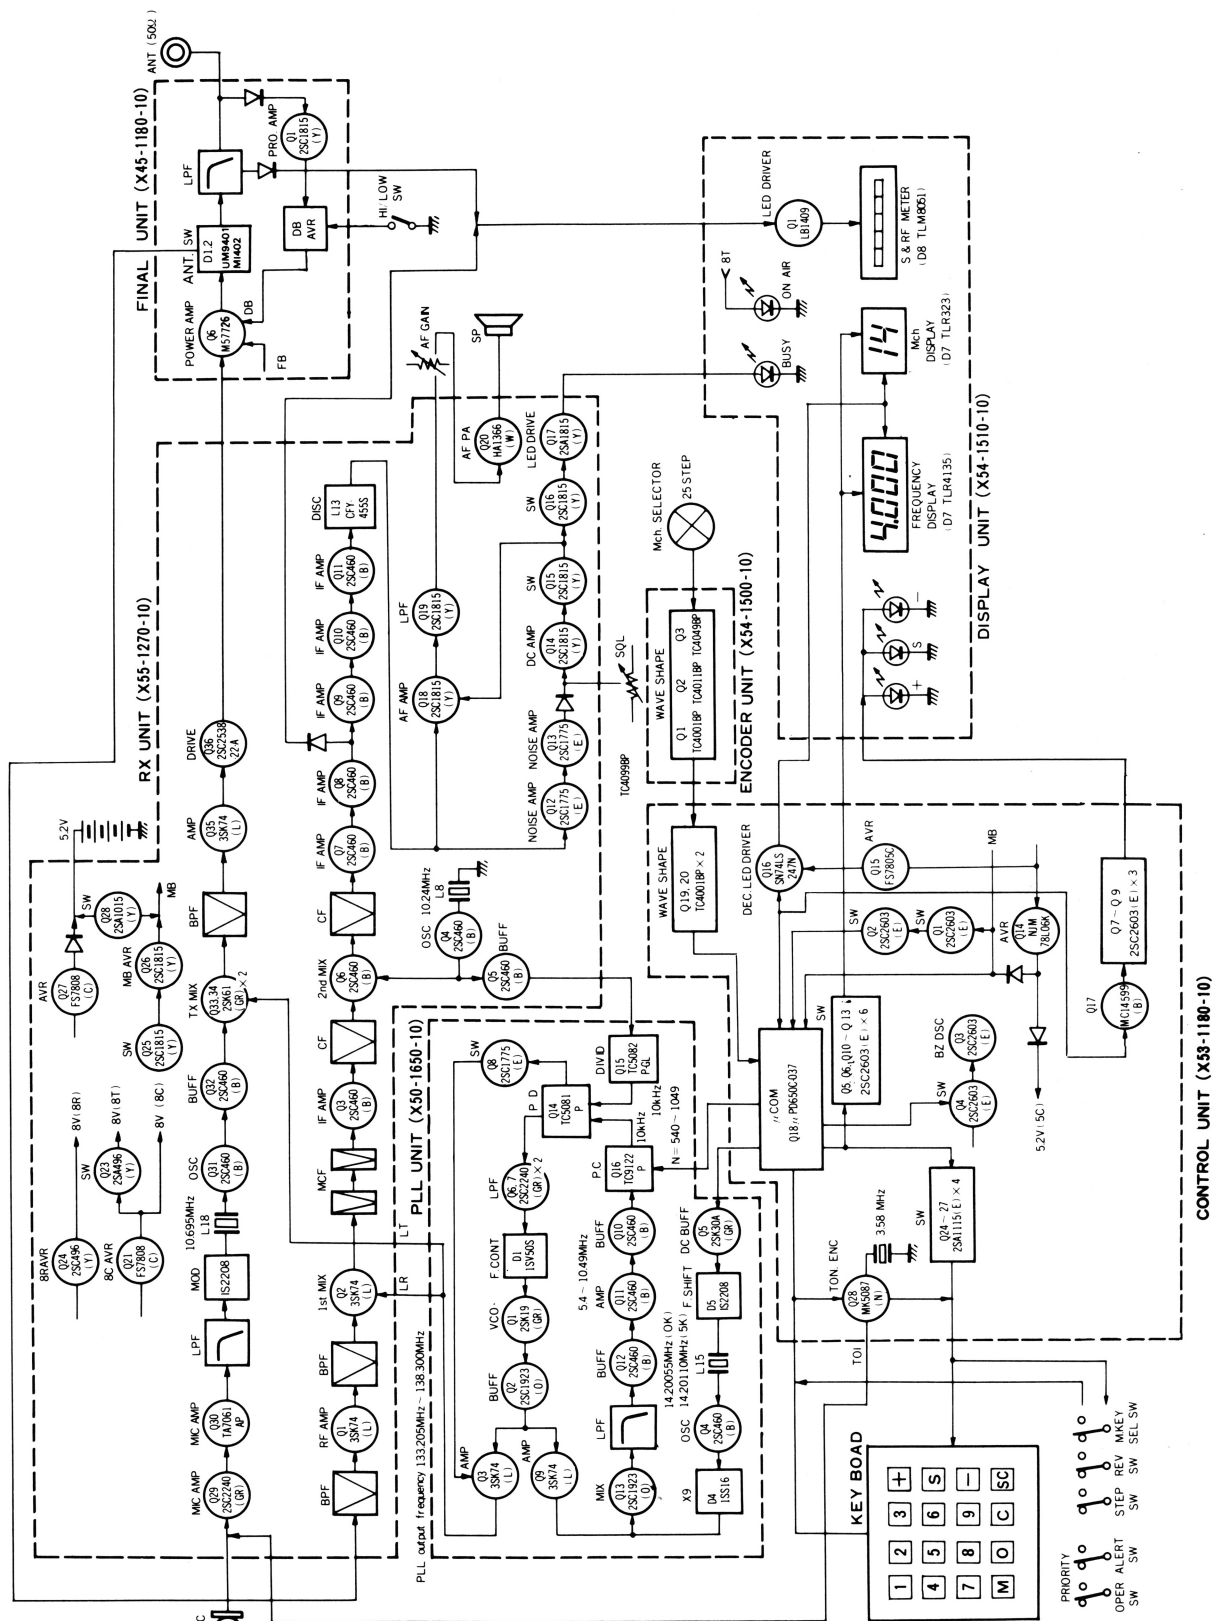 ANT (50Ω)
FINAL UNIT (X45-1180-10)
LPF
PRO. AMP
Q1
2SC1815
(Y)
ANT. SW
D1.2
UM9401
MI402
DB
AVR
HI/LOW
SW
POWER AMP
Q6
M57726
DB
FB
RX UNIT (X55-1270-10)
AF GAIN
SP
AF PA
Q20
HA1366
(W)
LED DRIVE
Q17
2SA1815
(Y)
SW
Q16
2SC1815
(Y)
SW
Q15
2SC1815
(Y)
DC AMP
Q14
2SC1815
(Y)
SQL
NOISE AMP
Q13
2SC1775
(E)
NOISE AMP
Q12
2SC1775
(E)
DISC
L13
CFY-
455S
IF AMP
Q11
2SC460
(B)
IF AMP
Q10
2SC460
(B)
IF AMP
Q9
2SC460
(B)
IF AMP
Q8
2SC460
(B)
IF AMP
Q7
2SC460
(B)
LPF
Q19
2SC1815
(Y)
AF AMP
Q18
2SC1815
(Y)
CF
2nd MIX
Q6
2SC460
(B)
OSC 10.24MHz
Q4
2SC460
(B)
L8
BUFF
Q5
2SC460
(B)
CF
IF AMP
Q3
2SC460
(B)
MCF
1st MIX
Q2
3SK74
(L)
BPF
RF AMP
Q1
3SK74
(L)
BPF
DRIVE
Q36
2SC2538
22A
AMP
Q35
3SK74
(L)
BPF
TX MIX
Q33.34
2SK61
(GR) × 2
BUFF
Q32
2SC460
(B)
OSC
Q31
2SC460
(B)
10.695MHz
L18
MOD
IS2208
LPF
MIC AMP
Q30
TA7061
AP
MIC AMP
Q29
2SC2240
(GR)
5.2V
SW
Q28
2SA1015
(Y)
MB
AVR
Q27
FS7808
(C)
MB AVR
Q26
2SC1815
(Y)
SW
Q25
2SC1815
(Y)
8V (8R)
8V (8T)
8V (8C)
SW
Q23
2SA496
(Y)
8R AVR
Q24
2SC496
(Y)
8C AVR
Q21
FS7808
(C)
LT
LR
PLL UNIT (X50-1650-10)
PLL output frequency 133.205MHz ~ 138.300MHz
SW
Q8
2SC1775
(E)
P D
Q14
TC5081
P
DIVID
Q15
TC5082
P-GL
10kHz
10kHz
LPF
Q6.7
2SC2240
(GR) × 2
F.CONT
D1
1SV50S
VCO-
Q1
2SK19
(GR)
BUFF
Q2
2SC1923
(O)
AMP
Q3
3SK74
(L)
AMP
Q9
3SK74
(L)
P.C
Q16
TC9122
P
N = 540 ~ 1049
BUFF
Q10
2SC460
(B)
5.4 ~ 10.49MHz
AMP
Q11
2SC460
(B)
BUFF
Q12
2SC460
(B)
LPF
MIX
Q13
2SC1923
(O)
DC BUFF
Q5
2SK30A
(GR)
F. SHIFT
D5
IS2208
14.20055MHz (OK)
14.20110MHz (5K)
L15
OSC
Q4
2SC460
(B)
X9
D4
1SS16
Mch. SELECTOR
25 STEP
WAVE SHAPE
Q1 Q2 Q3
TC4001BP TC4011BP TC4049BP
TC4099BP
ENCODER UNIT (X54-1500-10)
LED DRIVER
Q1
LB1409
S & RF METER
(D8 TLM8051)
8T
ON AIR
BUSY
14
Mch
DISPLAY
(D7 TLR323)
4.000
FREQUENCY
DISPLAY
(D7 TLR4135)
−
S
+
DISPLAY UNIT (X54-1510-10)
WAVE SHAPE
Q19, 20
TC4001BP × 2
DEC. LED DRIVER
Q16
SN74LS
247N
AVR
Q15
FS7805C
MB
SW
Q2
2SC2603
(E)
SW
Q1
2SC2603
(E)
AVR
Q14
NJM
78L06K
Q7 ~ Q9
2SC2603(E) × 3
Q17
MC14599
(B)
SW
Q5, Q6, Q10 ~ Q13
2SC2603(E) × 6
μCOM
Q18 μPD650C-037
BZ DSC
Q3
2SC2603
(E)
SW
Q4
2SC2603
(E)
5.2V (5C)
SW
Q24 ~ 27
2SA1115(E) × 4
3.58 MHz
TON. ENC
Q28
MK5087
(N)
TOI
CONTROL UNIT (X53-1180-10)
KEY BOAD
1 2 3 +
4 5 6 S
7 8 9 −
M O C SC
PRIORITY
OPER SW
ALERT SW
STEP SW
REV SW
M.KEY SEL SW